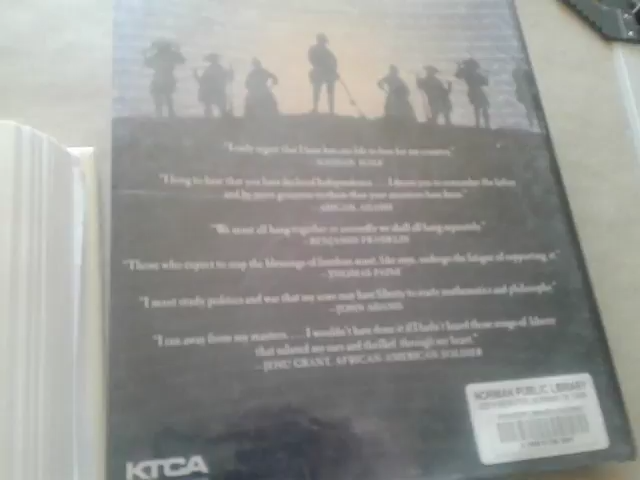 "I only regret that I have but one life to lose for my country."
NATHAN HALE
"I long to hear that you have declared Independence . . . I desire you to remember the ladies
and be more generous to them than your ancestors have been."
ABIGAIL ADAMS
"We must all hang together or assuredly we shall all hang separately."
—BENJAMIN FRANKLIN
"Those who expect to reap the blessings of freedom must, like men, undergo the fatigue of supporting it."
—THOMAS PAINE
"I must study politics and war that my sons may have liberty to study mathematics and philosophy."
—JOHN ADAMS
"I ran away from my masters . . . I wouldn't have done it if I hadn't heard those songs of liberty
that saluted my ears and thrilled through my heart."
—JEHU GRANT, AFRICAN-AMERICAN SOLDIER
NORMAN PUBLIC LIBRARY
KTCA